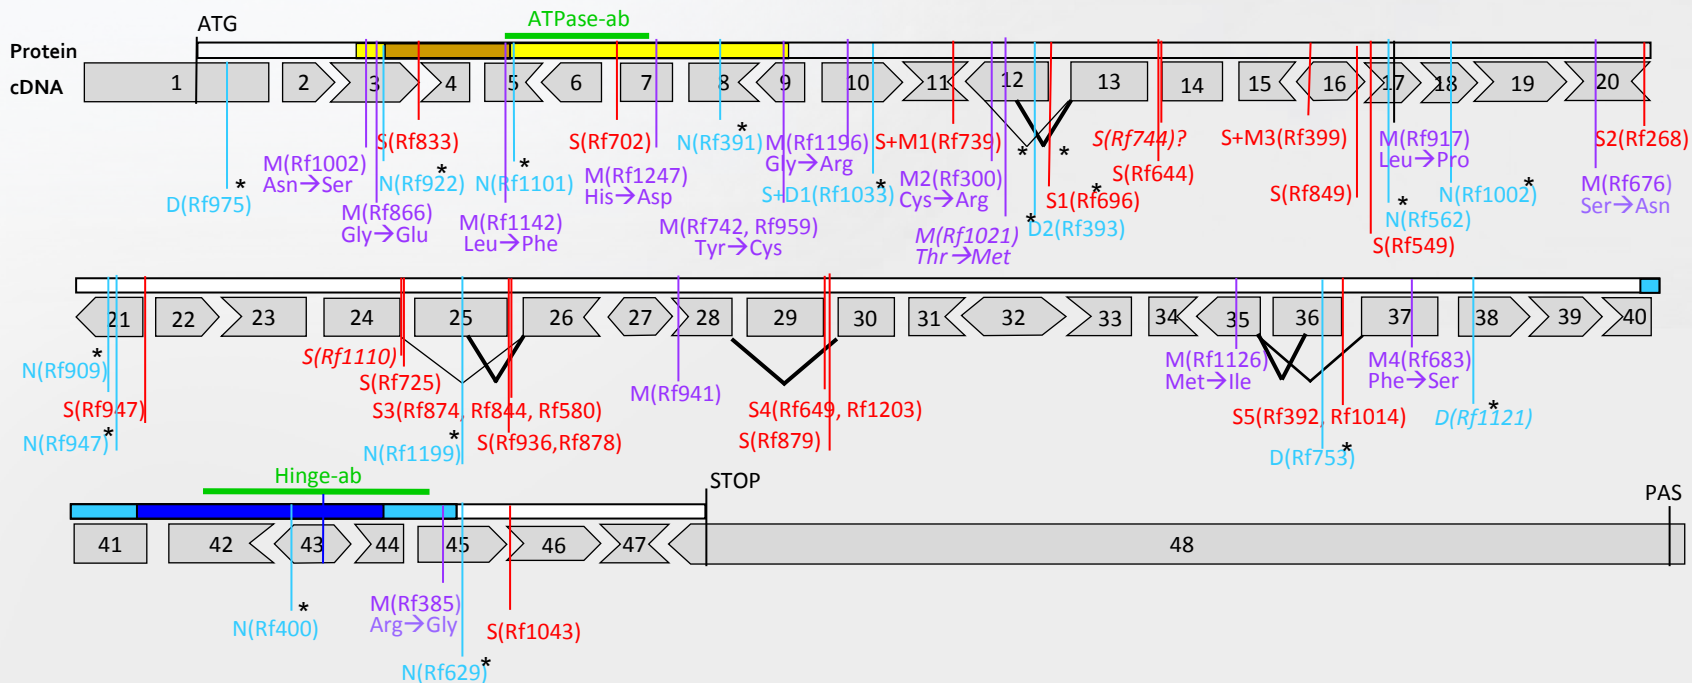 ATG
ATPase-ab
Protein
cDNA
1 2 3 4 5 6 7 8 9 10 11 12 13 14 15 16 17 18 19 20
D(Rf975)*
M(Rf1002)
Asn→Ser
M(Rf866)
Gly→Glu
S(Rf833)
N(Rf922)*
N(Rf1101)*
M(Rf1142)
Leu→Phe
S(Rf702)
M(Rf1247)
His→Asp
N(Rf391)*
M(Rf742, Rf959)
Tyr→Cys
M(Rf1196)
Gly→Arg
S+D1(Rf1033)*
S+M1(Rf739)
M2(Rf300)
Cys→Arg
M(Rf1021)
Thr→Met
* *
D2(Rf393)*
S1(Rf696)*
S(Rf744)?
S(Rf644)
S+M3(Rf399)
S(Rf849)
S(Rf549)
M(Rf917)
Leu→Pro
N(Rf562)*
N(Rf1002)*
M(Rf676)
Ser→Asn
S2(Rf268)
21 22 23 24 25 26 27 28 29 30 31 32 33 34 35 36 37 38 39 40
N(Rf909)*
S(Rf947)
N(Rf947)*
S(Rf1110)
S(Rf725)
S3(Rf874, Rf844, Rf580)
N(Rf1199)*
S(Rf936,Rf878)
M(Rf941)
S4(Rf649, Rf1203)
S(Rf879)
M(Rf1126)
Met→Ile
S5(Rf392, Rf1014)
D(Rf753)*
M4(Rf683)
Phe→Ser
D(Rf1121)*
Hinge-ab
STOP
PAS
41 42 43 44 45 46 47 48
N(Rf400)*
M(Rf385)
Arg→Gly
N(Rf629)*
S(Rf1043)